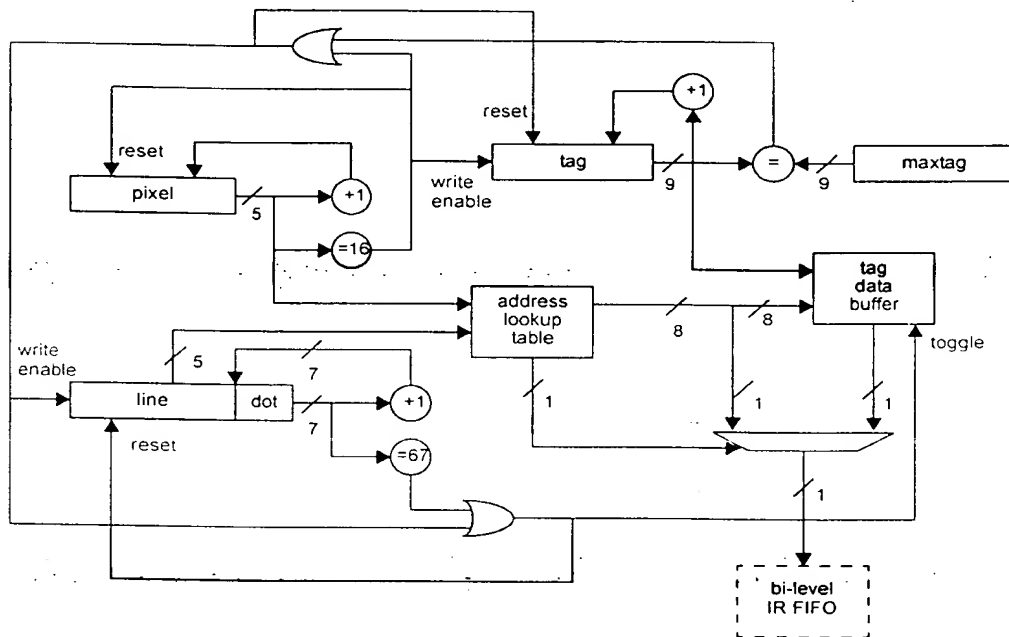 +1
reset
tag
=
maxtag
9
9
write
enable
reset
pixel
5
+1
=16
address
lookup
table
8
8
tag
data
buffer
toggle
write
enable
5
7
line
dot
7
+1
reset
=67
1
1
1
1
bi-level
IR FIFO